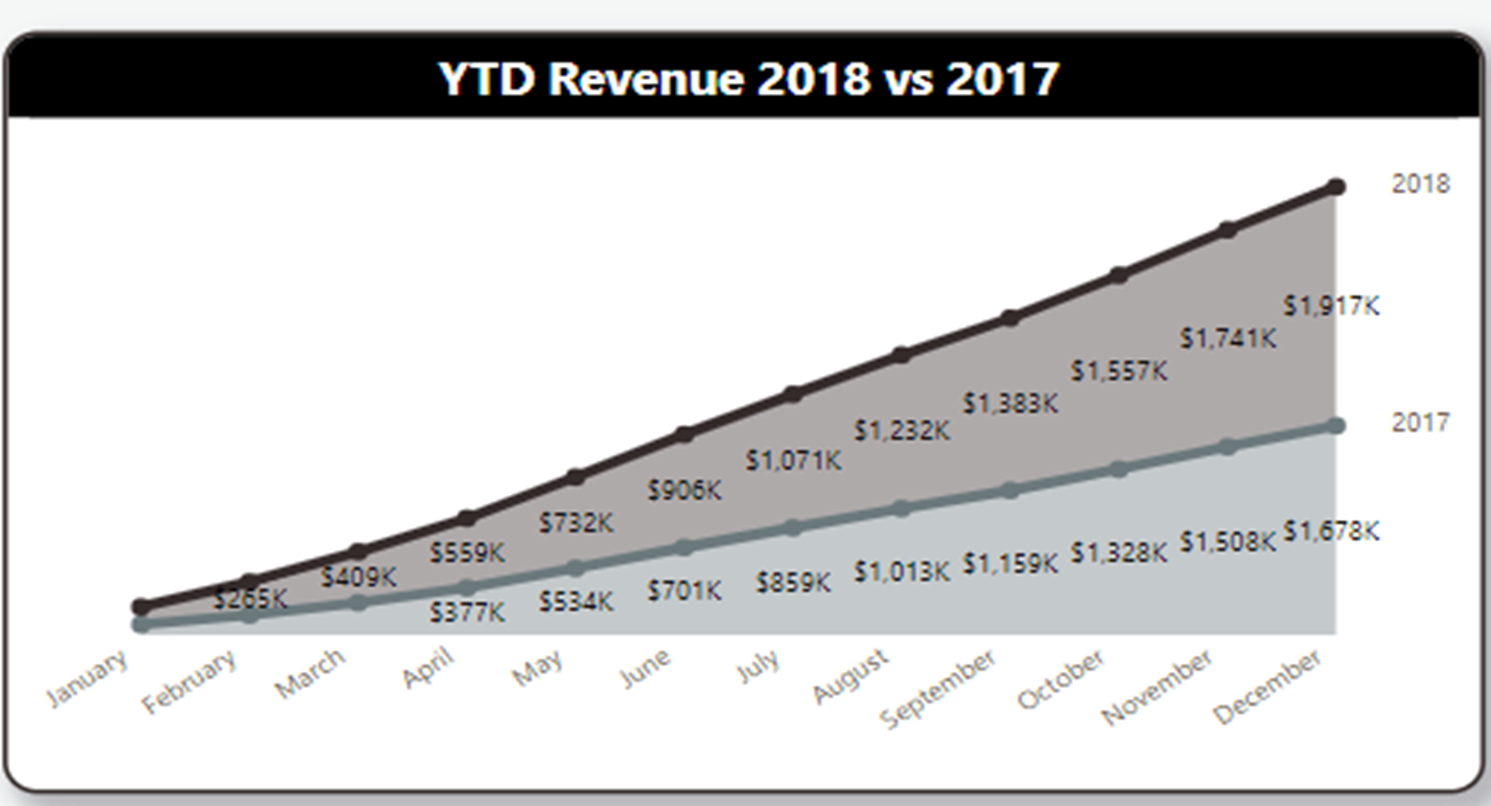 YTD Revenue 2018 vs 2017
2018
$1,917K
$1,741K
$1,557K
$1,383K
$1,232K
$1,071K
$906K
$732K
$559K
$409K
$265K
2017
$1,678K
$1,508K
$1,328K
$1,159K
$1,013K
$859K
$701K
$534K
$377K
January
February
March
April
May
June
July
August
September
October
November
December